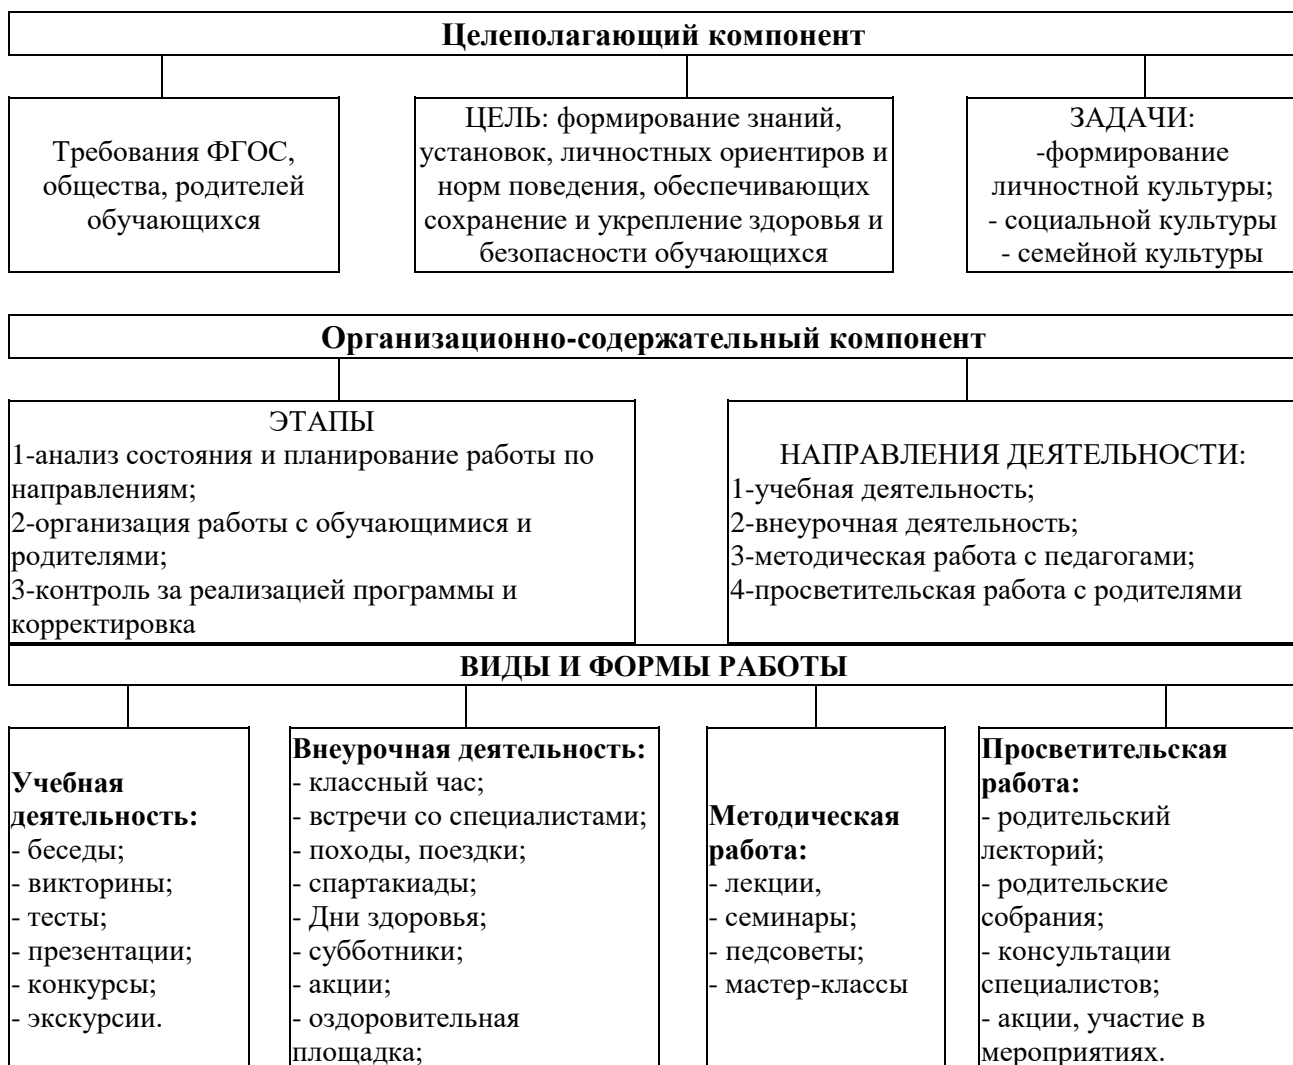 Целеполагающий компонент
Требования ФГОС,
общества, родителей
обучающихся
ЦЕЛЬ: формирование знаний,
установок, личностных ориентиров и
норм поведения, обеспечивающих
сохранение и укрепление здоровья и
безопасности обучающихся
ЗАДАЧИ:
-формирование
личностной культуры;
- социальной культуры
- семейной культуры
Организационно-содержательный компонент
ЭТАПЫ
1-анализ состояния и планирование работы по
направлениям;
2-организация работы с обучающимися и
родителями;
3-контроль за реализацией программы и
корректировка
НАПРАВЛЕНИЯ ДЕЯТЕЛЬНОСТИ:
1-учебная деятельность;
2-внеурочная деятельность;
3-методическая работа с педагогами;
4-просветительская работа с родителями
ВИДЫ И ФОРМЫ РАБОТЫ
Учебная
деятельность:
- беседы;
- викторины;
- тесты;
- презентации;
- конкурсы;
- экскурсии.
Внеурочная деятельность:
- классный час;
- встречи со специалистами;
- походы, поездки;
- спартакиады;
- Дни здоровья;
- субботники;
- акции;
- оздоровительная
площадка;
Методическая
работа:
- лекции,
- семинары;
- педсоветы;
- мастер-классы
Просветительская
работа:
- родительский
лекторий;
- родительские
собрания;
- консультации
специалистов;
- акции, участие в
мероприятиях.